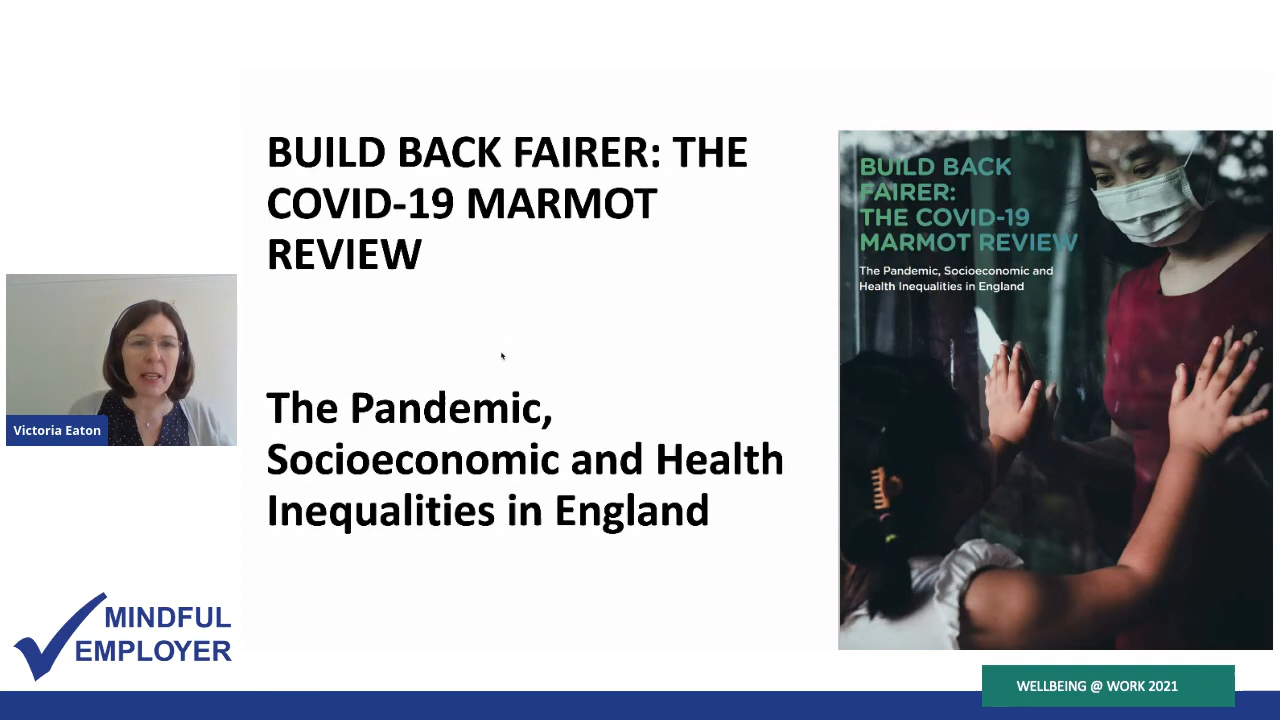 BUILD BACK FAIRER: THE
COVID-19 MARMOT
REVIEW
The Pandemic,
Socioeconomic and Health
Inequalities in England
BUILD BACK
FAIRER:
THE COVID-19
MARMOT REVIEW
The Pandemic, Socioeconomic and
Health Inequalities in England
Victoria Eaton
MINDFUL
EMPLOYER
WELLBEING @ WORK 2021